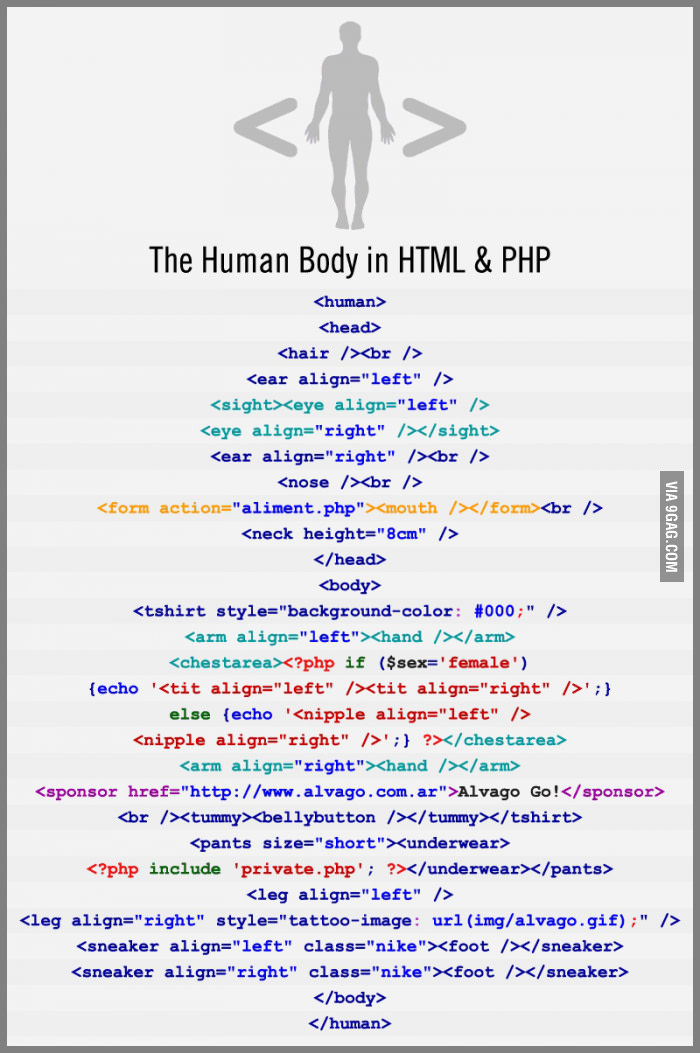 The Human Body in HTML & PHP
<human>
<head>
<hair /><br />
<ear align="left" />
<sight><eye align="left" />
<eye align="right" /></sight>
<ear align="right" /><br />
<nose /><br />
<form action="aliment.php"><mouth /></form><br />
<neck height="8cm" />
</head>
<body>
<tshirt style="background-color: #000;" />
<arm align="left"><hand /></arm>
<chestarea><?php if ($sex='female')
{echo '<tit align="left" /><tit align="right" />';}
else {echo '<nipple align="left" />
<nipple align="right" />';} ?></chestarea>
<arm align="right"><hand /></arm>
<sponsor href="http://www.alvago.com.ar">Alvago Go!</sponsor>
<br /><tummy><bellybutton /></tummy></tshirt>
<pants size="short"><underwear>
<?php include 'private.php'; ?></underwear></pants>
<leg align="left" />
<leg align="right" style="tattoo-image: url(img/alvago.gif);" />
<sneaker align="left" class="nike"><foot /></sneaker>
<sneaker align="right" class="nike"><foot /></sneaker>
</body>
</human>
VIA 9GAG.COM